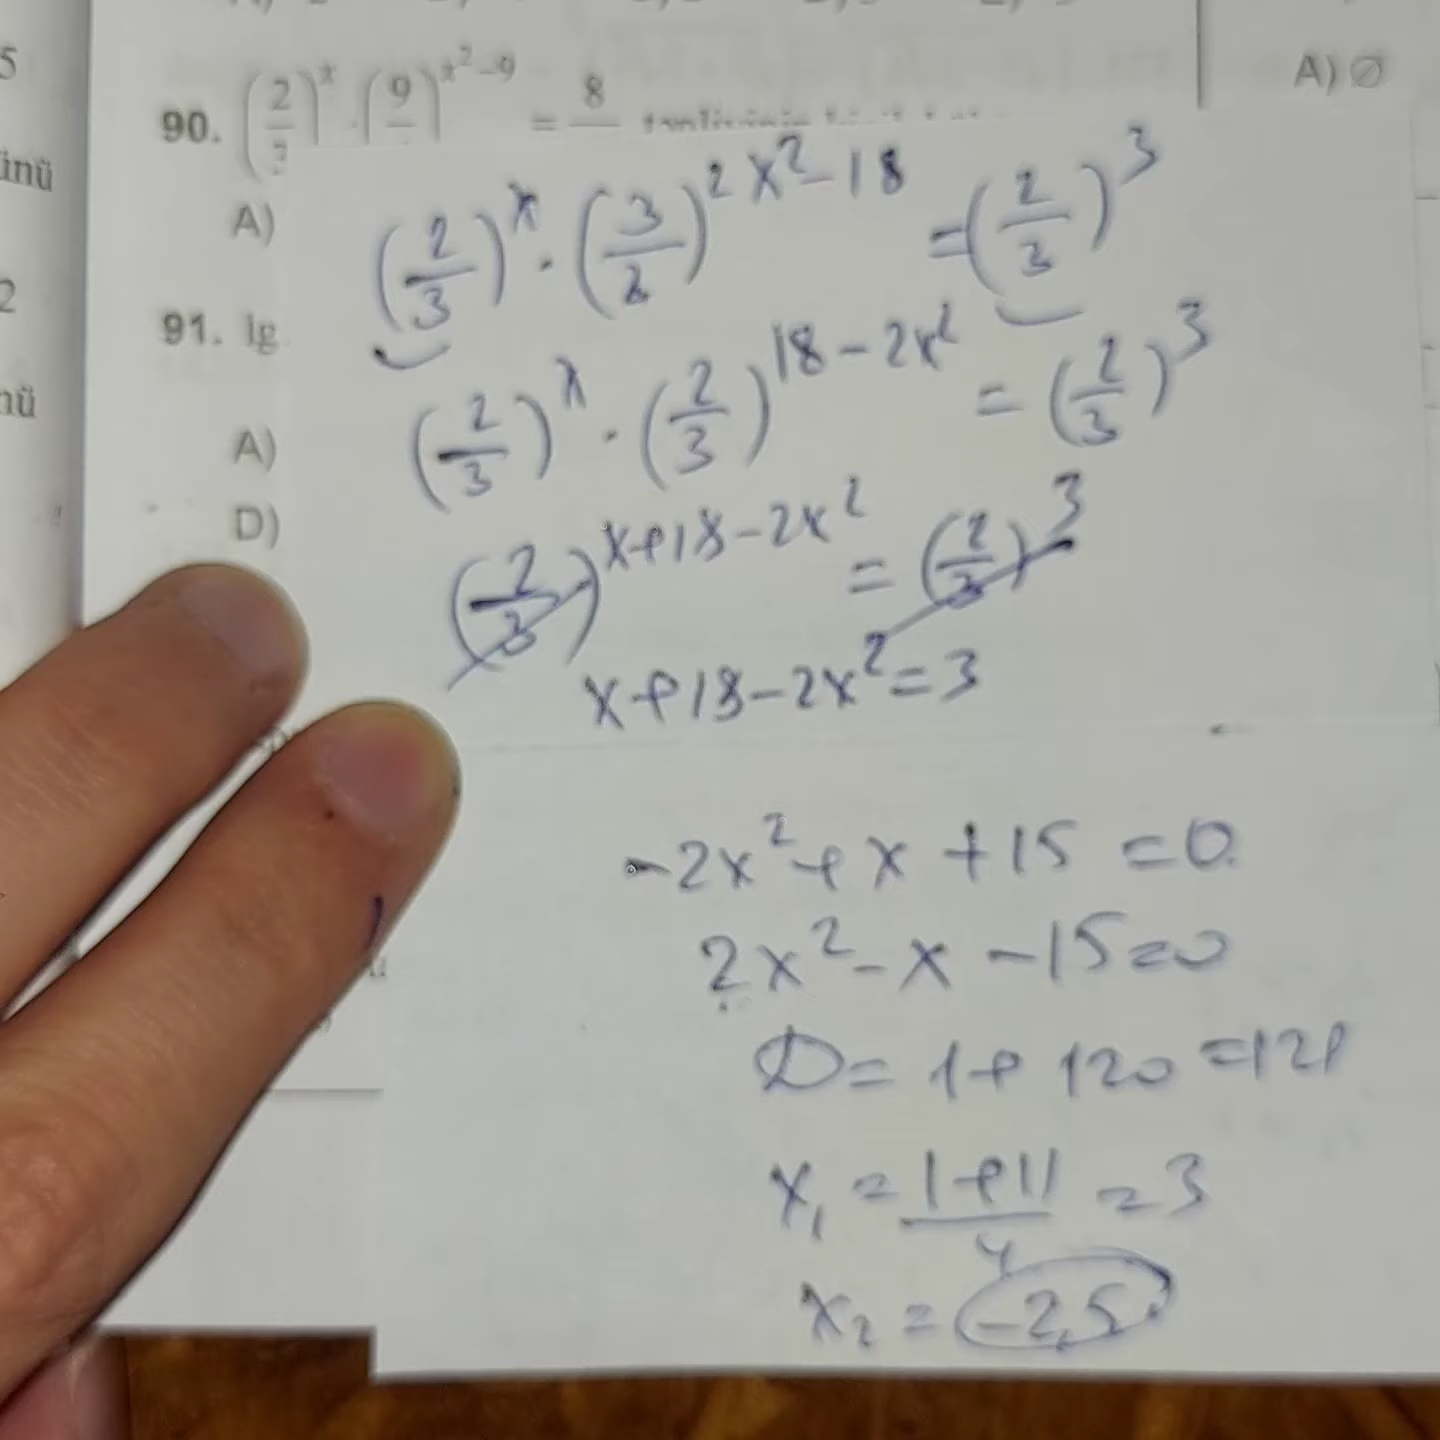 5
A) ∅
90. (2/3)^x · (9/)^x²-9 = 8
ünü
(2/3)^x · (3/2)^2x²-18 = (2/3)^3
A)
2
91. lg
(2/3)^x · (2/3)^18-2x² = (2/3)^3
nü
A)
D)
(2/3)^x+18-2x² = (2/3)^3
x+18-2x²=3
-2x²+x+15=0
2x²-x-15=0
D=1+120=121
x₁=1+11/4=3
x₂=-2,5